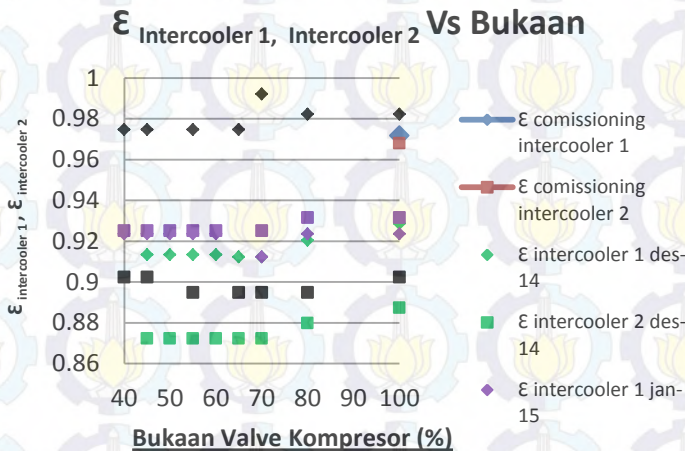 ε Intercooler 1, Intercooler 2 Vs Bukaan
ε intercooler 1, ε intercooler 2
1
0.98
0.96
0.94
0.92
0.9
0.88
0.86
40 50 60 70 80 90 100
Bukaan Valve Kompresor (%)
ε comissioning
intercooler 1
ε comissioning
intercooler 2
ε intercooler 1 des-
14
ε intercooler 2 des-
14
ε intercooler 1 jan-
15